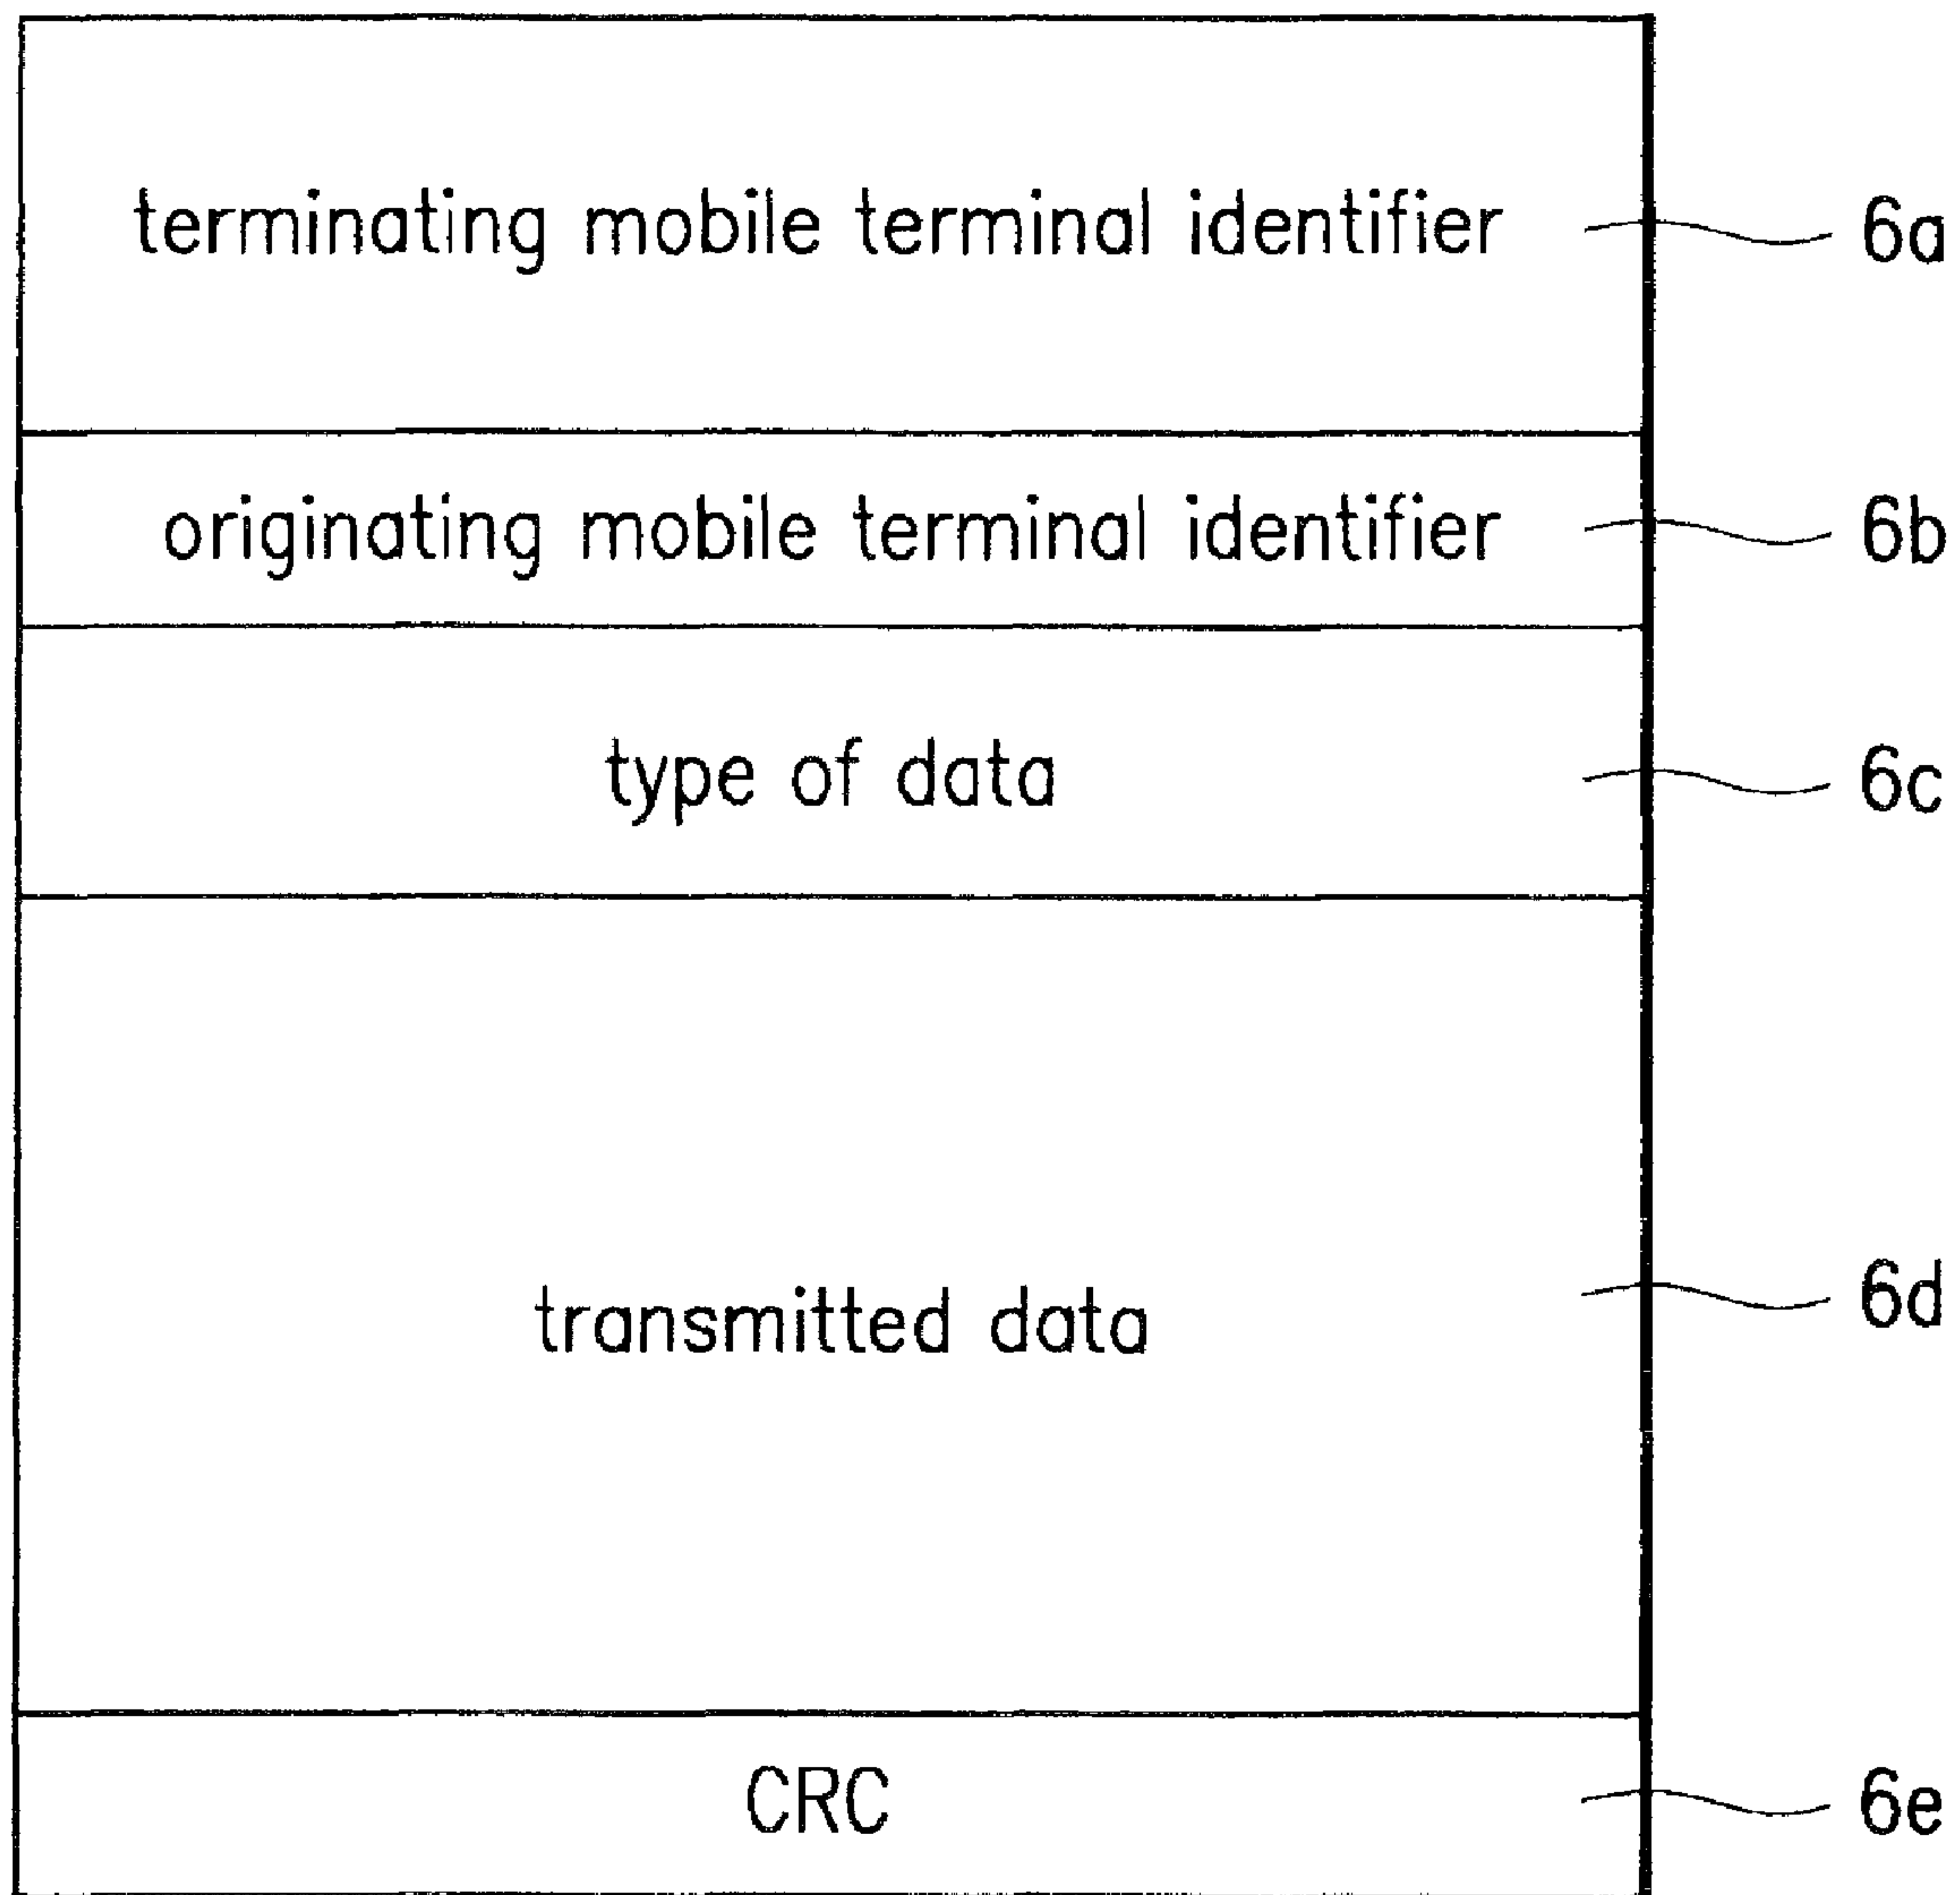 terminating mobile terminal identifier 6a
originating mobile terminal identifier 6b
type of data 6c
transmitted data 6d
CRC 6e